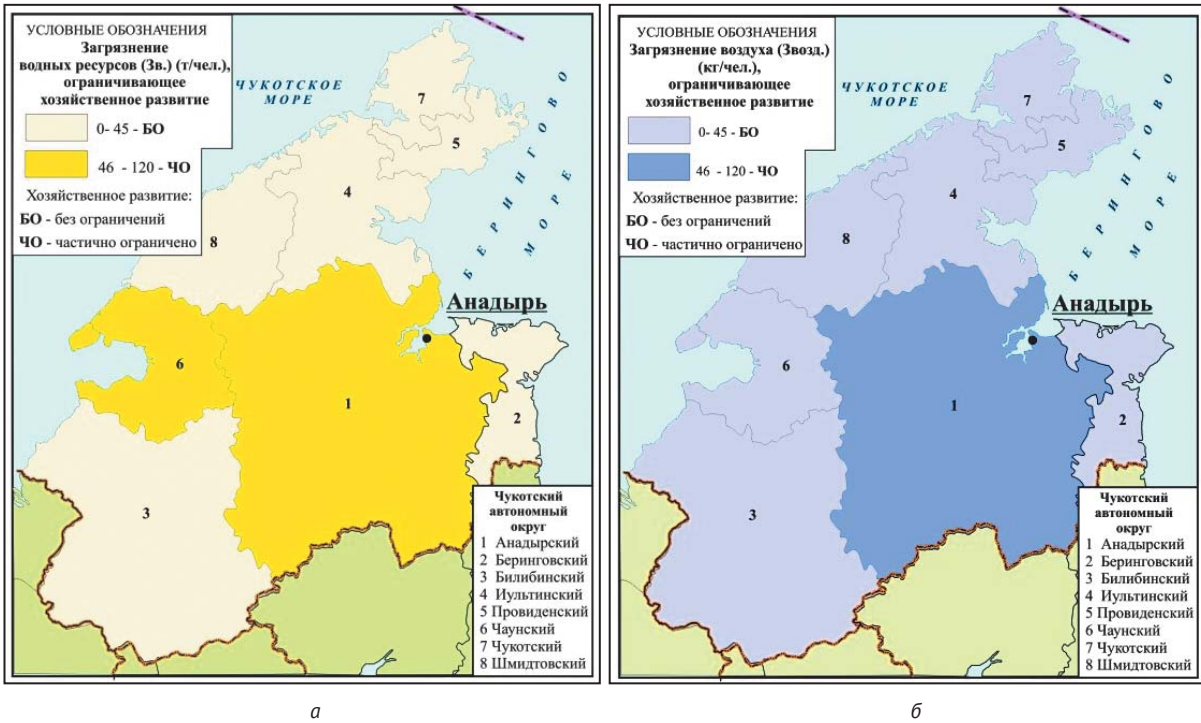 УСЛОВНЫЕ ОБОЗНАЧЕНИЯ
Загрязнение
водных ресурсов (Зв.) (т/чел.),
ограничивающее
хозяйственное развитие
0- 45 - БО
46 - 120 - ЧО
Хозяйственное развитие:
БО - без ограничений
ЧО - частично ограничено
ЧУКОТСКОЕ
МОРЕ
БЕРИНГОВО
МОРЕ
7
5
4
8
Анадырь
6
1
2
3
Чукотский
автономный
округ
1 Анадырский
2 Беринговский
3 Билибинский
4 Иультинский
5 Провиденский
6 Чаунский
7 Чукотский
8 Шмидтовский
а
УСЛОВНЫЕ ОБОЗНАЧЕНИЯ
Загрязнение воздуха (Звозд.)
(кг/чел.),
ограничивающее
хозяйственное развитие
0- 45 - БО
46 - 120 - ЧО
Хозяйственное развитие:
БО - без ограничений
ЧО - частично ограничено
ЧУКОТСКОЕ
МОРЕ
БЕРИНГОВО
МОРЕ
7
5
4
8
Анадырь
6
1
2
3
Чукотский
автономный
округ
1 Анадырский
2 Беринговский
3 Билибинский
4 Иультинский
5 Провиденский
6 Чаунский
7 Чукотский
8 Шмидтовский
б